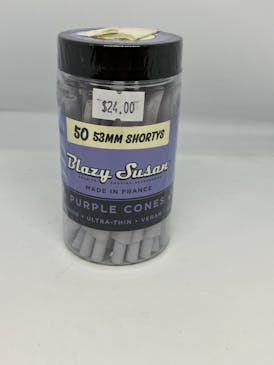 $24.00
50 53MM SHORTYS
Blazy Susan
MADE IN FRANCE
PURPLE CONES
• ULTRA-THIN • VEGAN